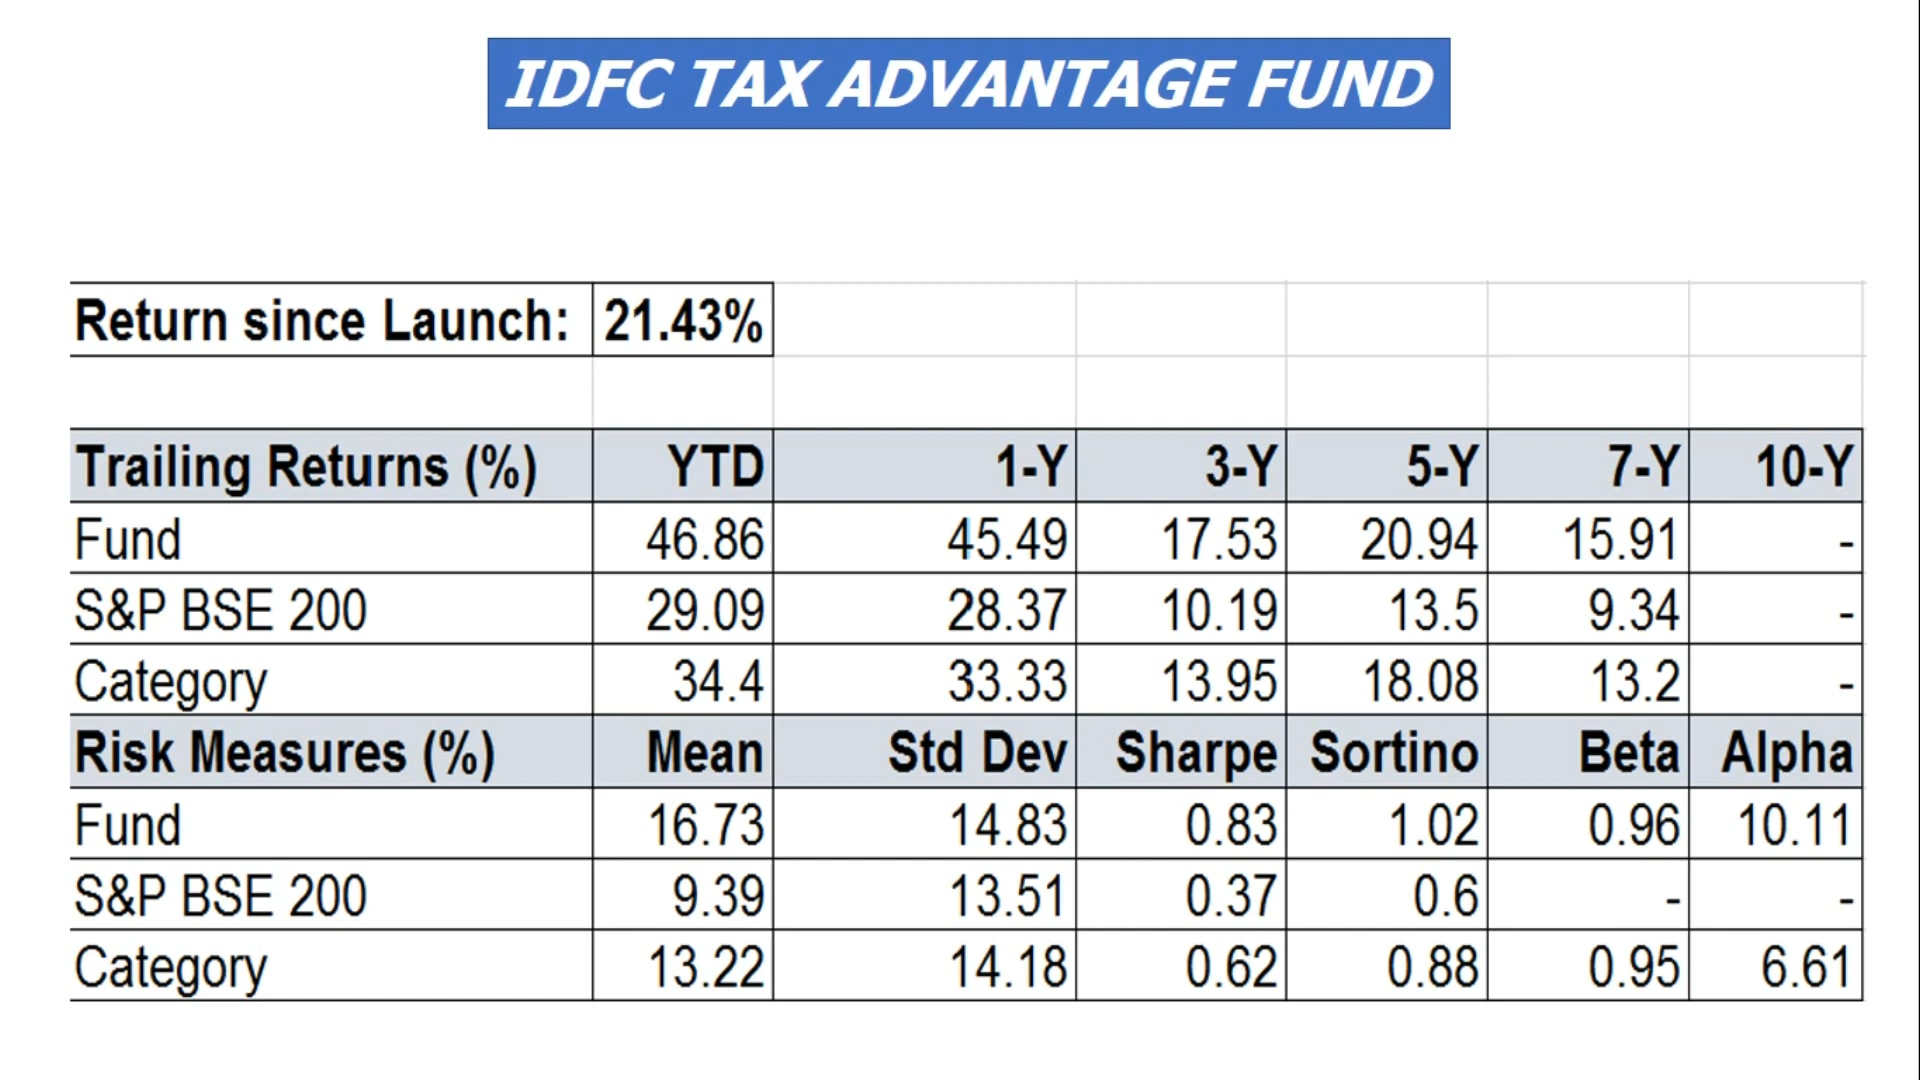 IDFC TAX ADVANTAGE FUND
Return since Launch: 21.43%
Trailing Returns (%) YTD 1-Y 3-Y 5-Y 7-Y 10-Y
Fund 46.86 45.49 17.53 20.94 15.91 -
S&P BSE 200 29.09 28.37 10.19 13.5 9.34 -
Category 34.4 33.33 13.95 18.08 13.2 -
Risk Measures (%) Mean Std Dev Sharpe Sortino Beta Alpha
Fund 16.73 14.83 0.83 1.02 0.96 10.11
S&P BSE 200 9.39 13.51 0.37 0.6 - -
Category 13.22 14.18 0.62 0.88 0.95 6.61